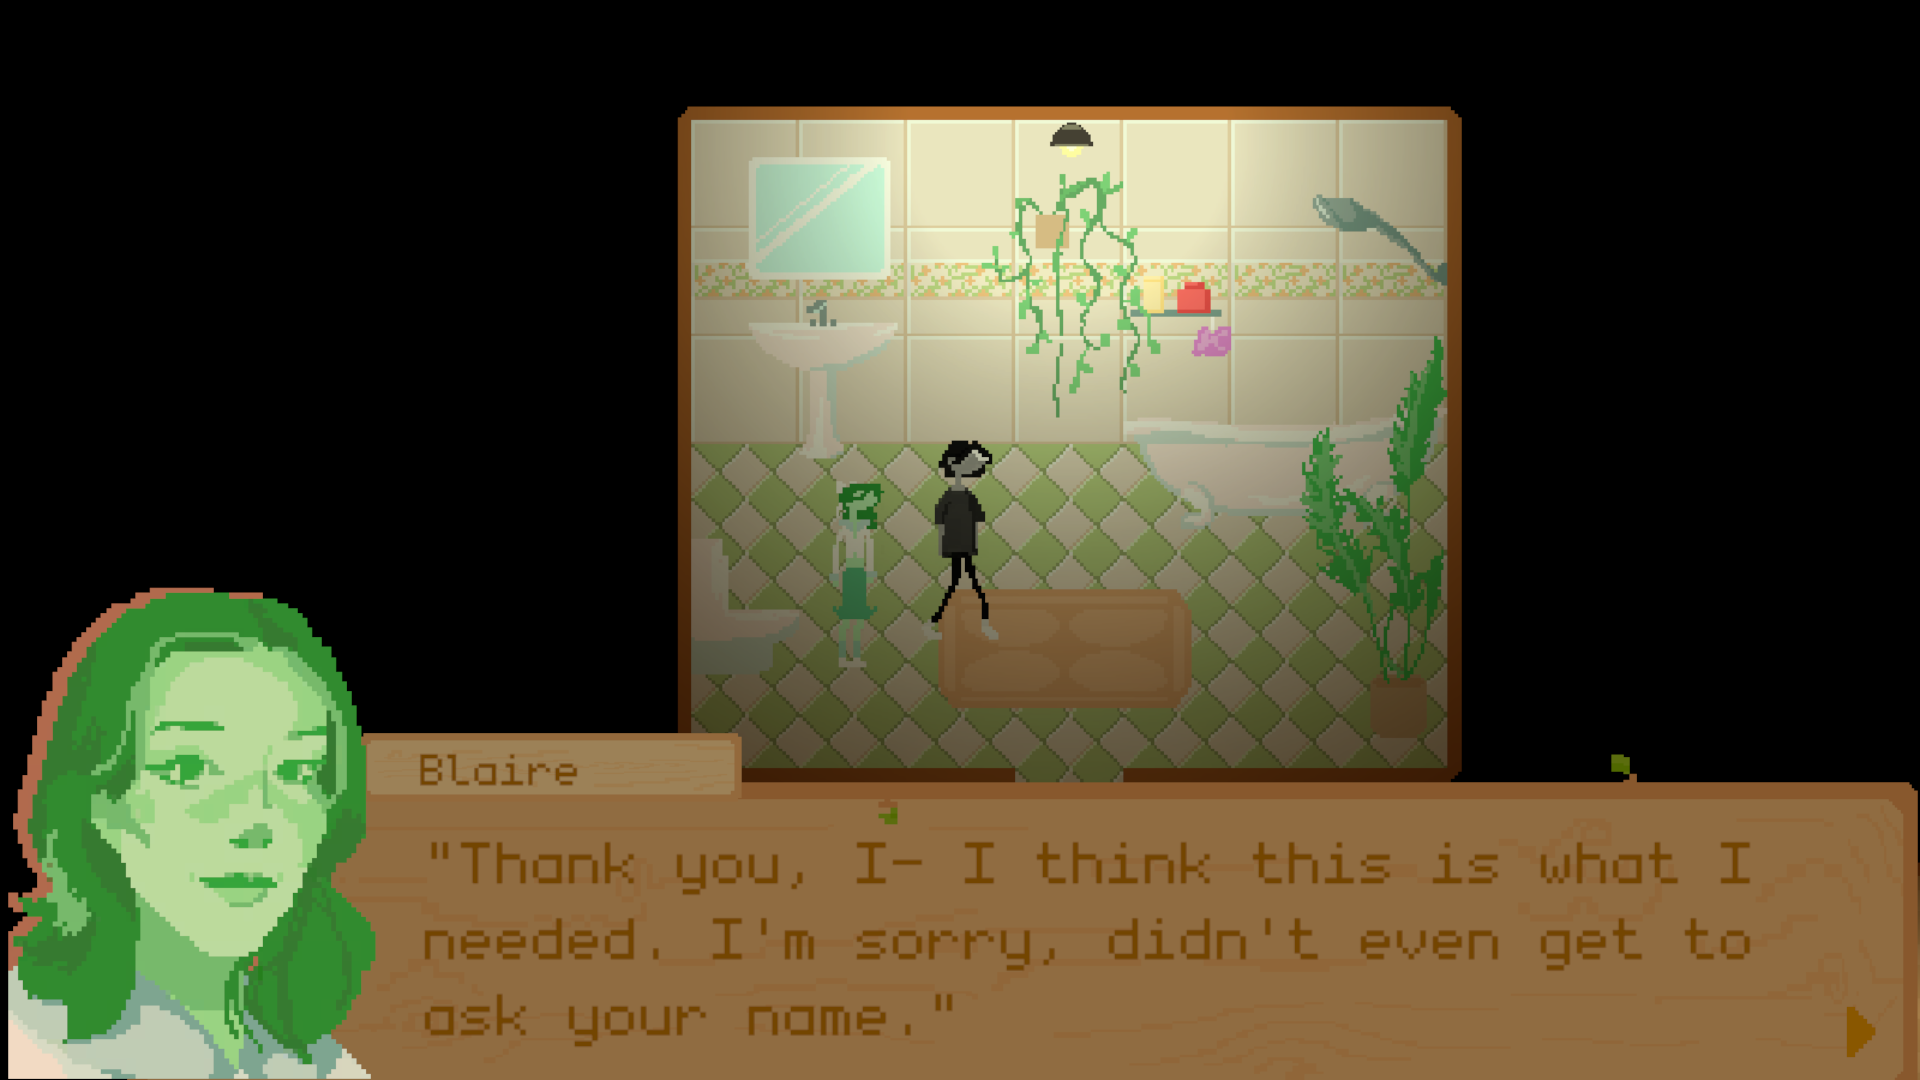 Blaire
"Thank you, I- I think this is what I
needed. I'm sorry, didn't even get to
ask your name."